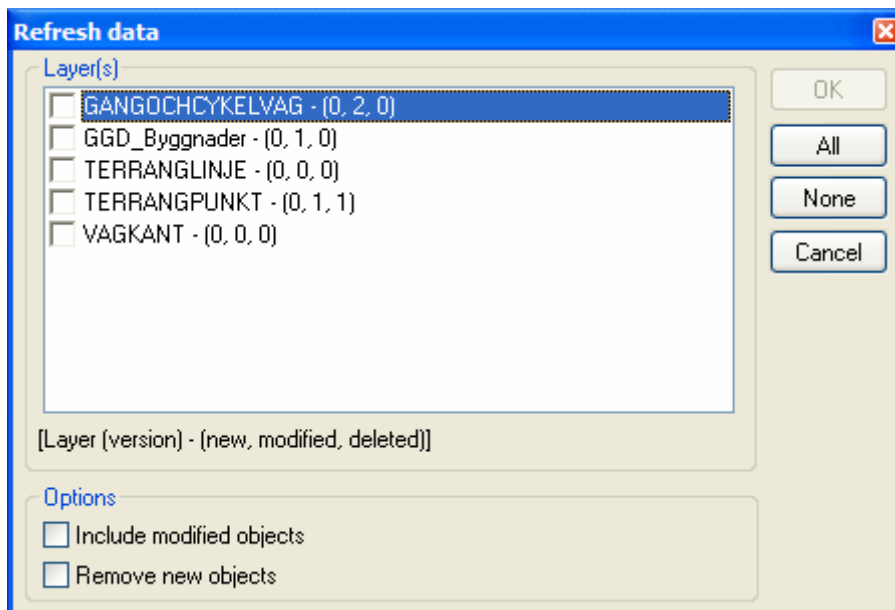 Refresh data
Layer(s)
GANGOCHCYKELVAG - (0, 2, 0)
GGD_Byggnader - (0, 1, 0)
TERRANGLINJE - (0, 0, 0)
TERRANGPUNKT - (0, 1, 1)
VAGKANT - (0, 0, 0)
[Layer (version) - (new, modified, deleted)]
OK
All
None
Cancel
Options
Include modified objects
Remove new objects